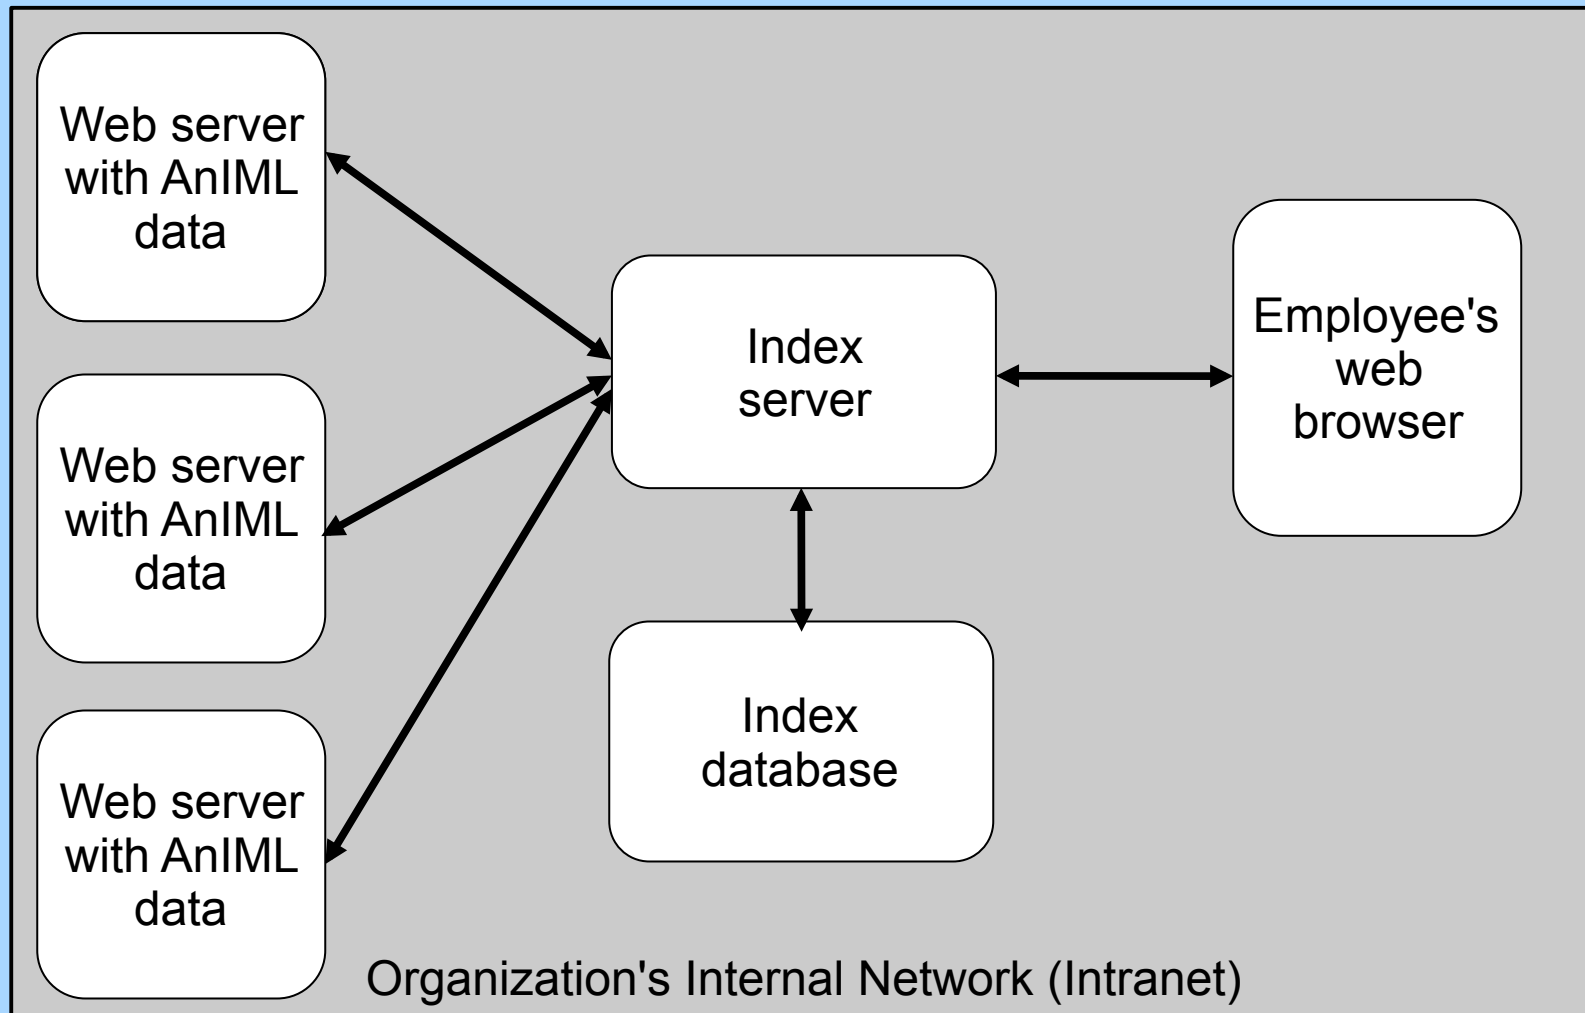 Web server
with AnIML
data
Web server
with AnIML
data
Web server
with AnIML
data
Index
server
Index
database
Employee's
web
browser
Organization's Internal Network (Intranet)